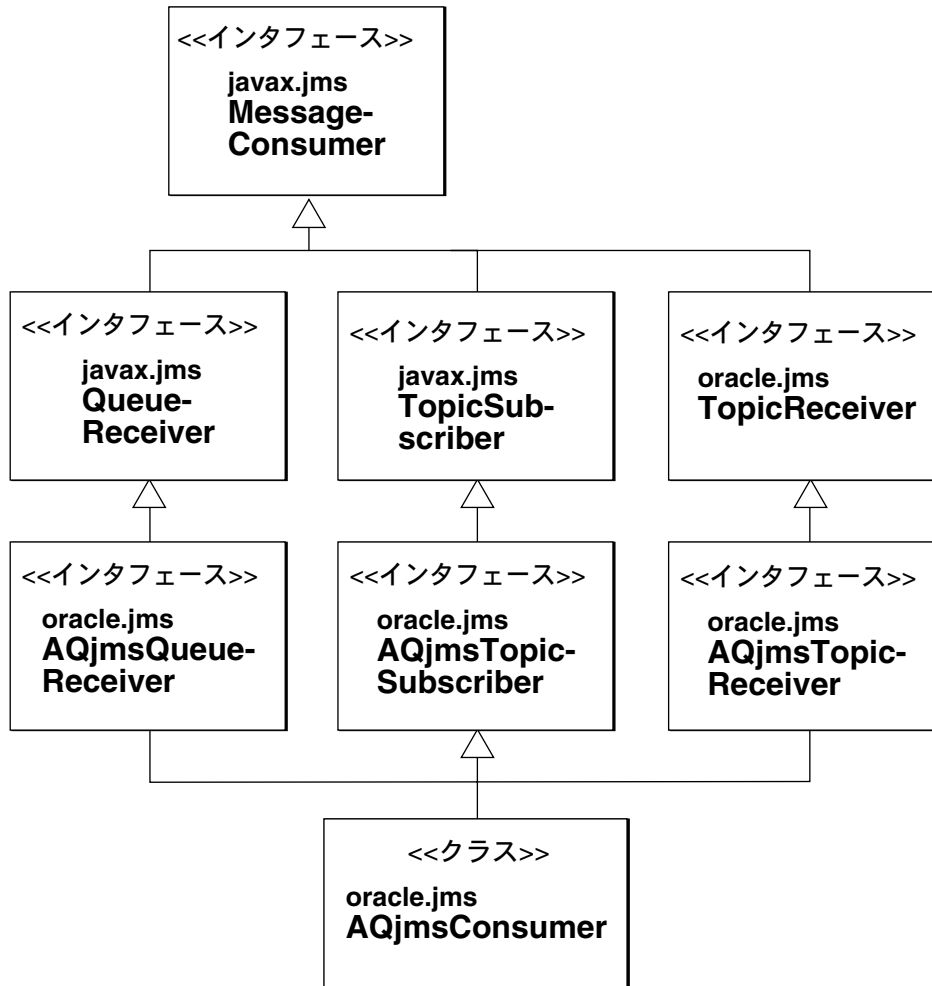 <<インタフェース>>
javax.jms
Message-
Consumer
<<インタフェース>>
javax.jms
Queue-
Receiver
<<インタフェース>>
javax.jms
TopicSub-
scriber
<<インタフェース>>
oracle.jms
TopicReceiver
<<インタフェース>>
oracle.jms
AQjmsQueue-
Receiver
<<インタフェース>>
oracle.jms
AQjmsTopic-
Subscriber
<<インタフェース>>
oracle.jms
AQjmsTopic-
Receiver
<<クラス>>
oracle.jms
AQjmsConsumer